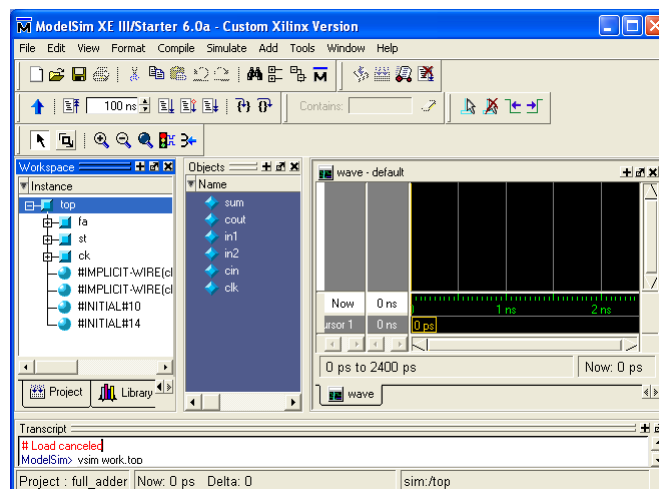 ModelSim XE III/Starter 6.0a - Custom Xilinx Version
File Edit View Format Compile Simulate Add Tools Window Help
100 ns
Contains:
Workspace
Objects
wave - default
Instance
Name
top
fa
st
ck
#IMPLICIT-WIRE(cl
#IMPLICIT-WIRE(cl
#INITIAL#10
#INITIAL#14
sum
cout
in1
in2
cin
clk
Now 0 ns
ursor 1 0 ns
1 ns 2 ns
0 ps
0 ps to 2400 ps
Now: 0 ps
Project
Library
wave
Transcript
# Load canceled
ModelSim> vsim work.top
Project : full_adder Now: 0 ps Delta: 0 sim:/top